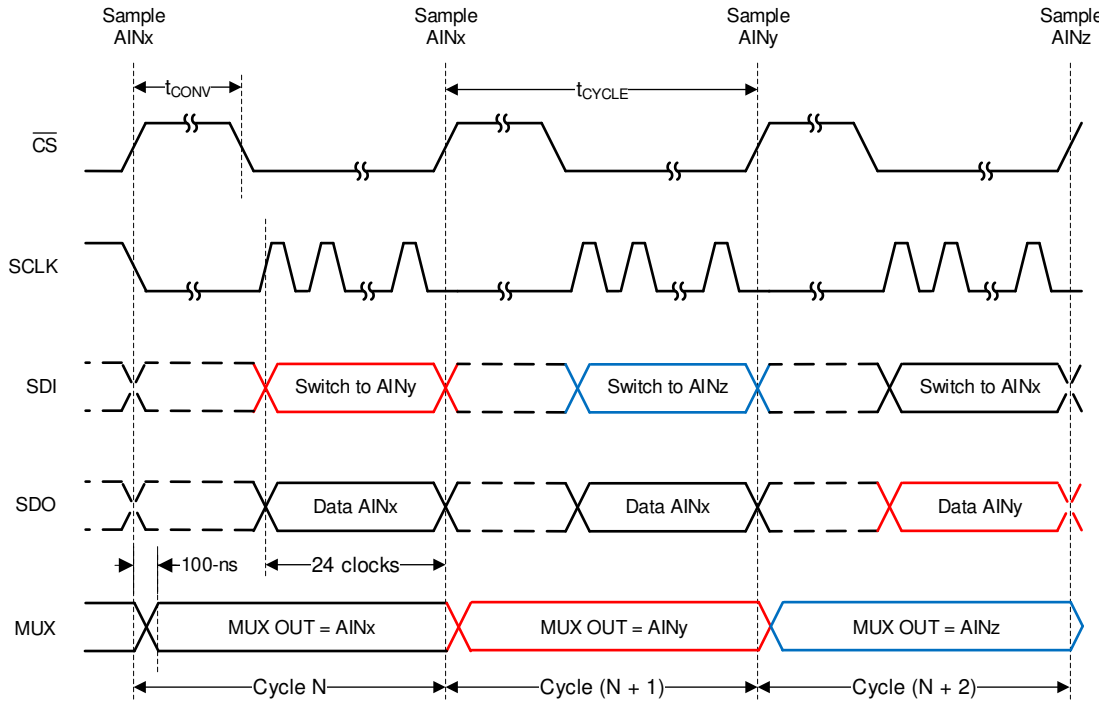 Sample AINx
Sample AINx
Sample AINy
Sample AINz
tCONV
tCYCLE
CS
SCLK
SDI
Switch to AINy
Switch to AINz
Switch to AINx
SDO
Data AINx
Data AINx
Data AINy
100-ns
24 clocks
MUX
MUX OUT = AINx
MUX OUT = AINy
MUX OUT = AINz
Cycle N
Cycle (N + 1)
Cycle (N + 2)